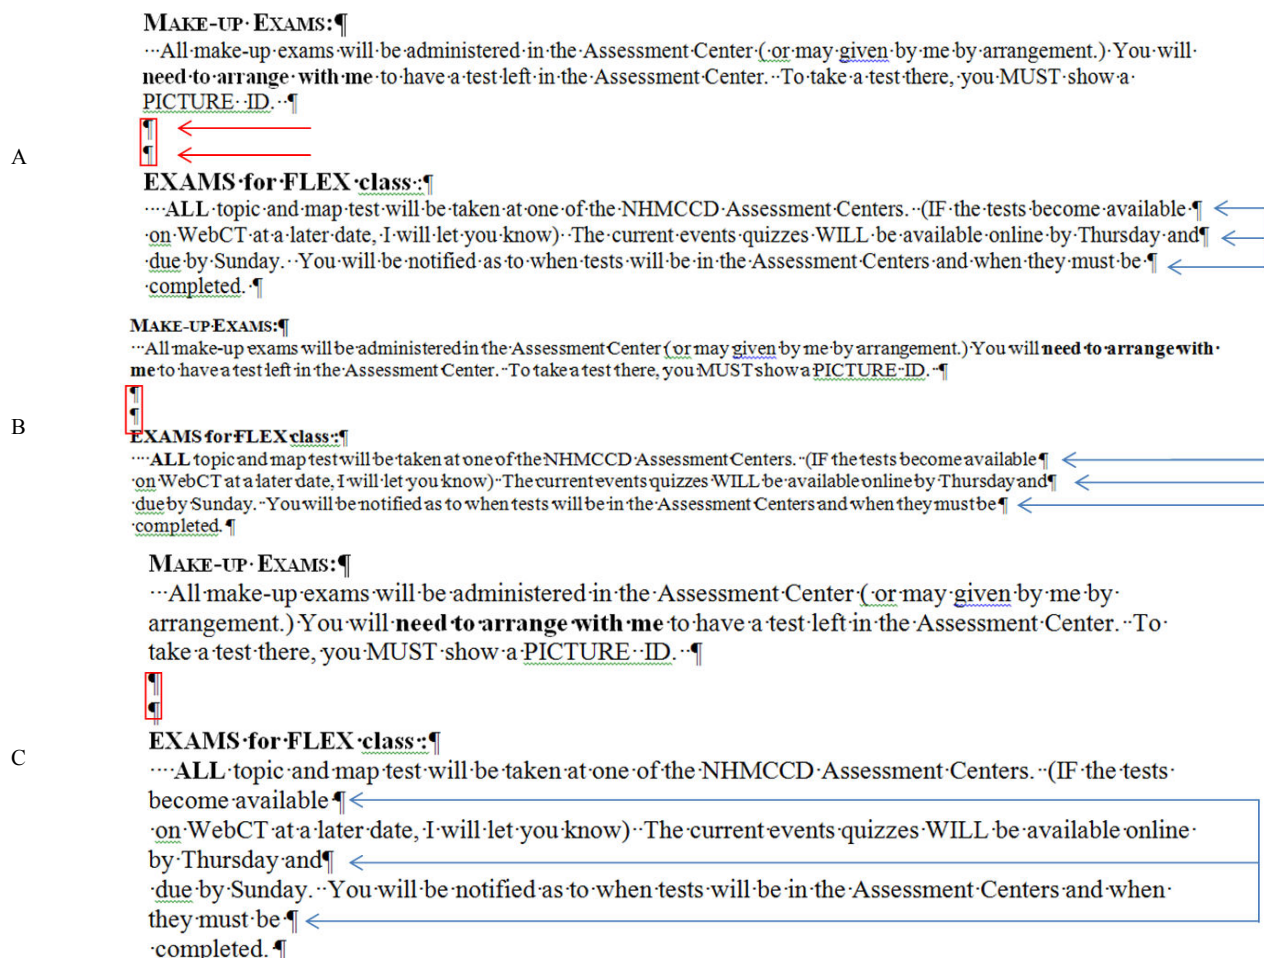 MAKE-UP· EXAMS:¶
···All·make-up·exams·will·be·administered·in·the·Assessment·Center·(·or·may·given·by·me·by·arrangement.)·You·will·
need·to·arrange·with·me·to·have·a·test·left·in·the·Assessment·Center.··To·take·a·test·there,·you·MUST·show·a·
PICTURE··ID.··¶
¶
¶
A
EXAMS·for·FLEX·class·:¶
····ALL·topic·and·map·test·will·be·taken·at·one·of·the·NHMCCD·Assessment·Centers.··(IF·the·tests·become·available·¶
·on·WebCT·at·a·later·date,·I·will·let·you·know)··The·current·events·quizzes·WILL·be·available·online·by·Thursday·and¶
·due·by·Sunday.··You·will·be·notified·as·to·when·tests·will·be·in·the·Assessment·Centers·and·when·they·must·be·¶
·completed.·¶
MAKE-UP·EXAMS:¶
···All·make-up·exams·will·be·administered·in·the·Assessment·Center·(·or·may·given·by·me·by·arrangement.)·You·will·need·to·arrange·with·
me·to·have·a·test·left·in·the·Assessment·Center.··To·take·a·test·there,·you·MUST·show·a·PICTURE··ID.··¶
¶
¶
B
EXAMS·for·FLEX·class·:¶
····ALL·topic·and·map·test·will·be·taken·at·one·of·the·NHMCCD·Assessment·Centers.··(IF·the·tests·become·available·¶
·on·WebCT·at·a·later·date,·I·will·let·you·know)··The·current·events·quizzes·WILL·be·available·online·by·Thursday·and¶
·due·by·Sunday.··You·will·be·notified·as·to·when·tests·will·be·in·the·Assessment·Centers·and·when·they·must·be·¶
·completed.·¶
MAKE-UP· EXAMS:¶
···All·make-up·exams·will·be·administered·in·the·Assessment·Center·(·or·may·given·by·me·by·
arrangement.)·You·will·need·to·arrange·with·me·to·have·a·test·left·in·the·Assessment·Center.··To·
take·a·test·there,·you·MUST·show·a·PICTURE··ID.··¶
¶
¶
C
EXAMS·for·FLEX·class·:¶
····ALL·topic·and·map·test·will·be·taken·at·one·of·the·NHMCCD·Assessment·Centers.··(IF·the·tests·
become·available·¶
·on·WebCT·at·a·later·date,·I·will·let·you·know)··The·current·events·quizzes·WILL·be·available·online·
by·Thursday·and¶
·due·by·Sunday.··You·will·be·notified·as·to·when·tests·will·be·in·the·Assessment·Centers·and·when·
they·must·be·¶
·completed.·¶